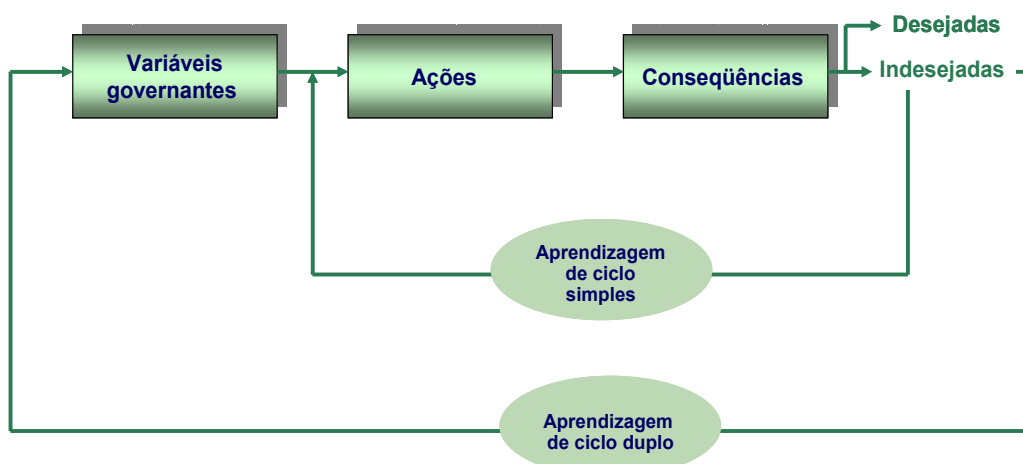 Variáveis
governantes
Ações
Conseqüências
Desejadas
Indesejadas
Aprendizagem
de ciclo
simples
Aprendizagem
de ciclo duplo